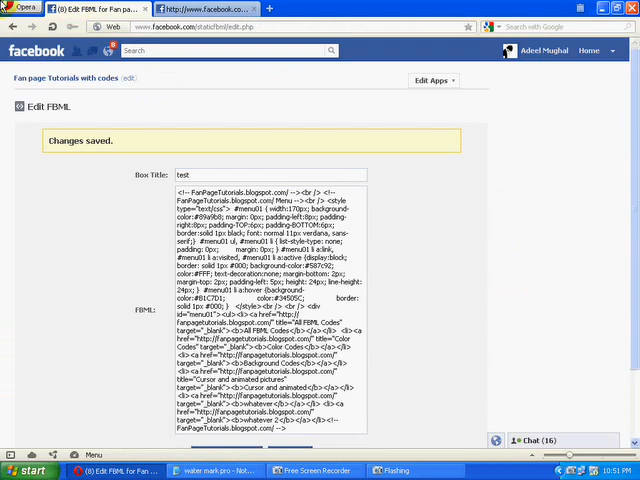 Opera
(8) Edit FBML for Fan pa...
http://www.facebook.co...
Web
www.facebook.com/staticfbml/edit.php
Search with Google
facebook
8
Search
Adeel Mughal
Home
Fan page Tutorials with codes (edit)
Edit Apps
Edit FBML
Changes saved.
Box Title:
test
FBML:
<!-- FanPageTutorials.blogspot.com/ --><br /> <!--
FanPageTutorials.blogspot.com/ Menu --><br /> <style
type="text/css"> #menu01 { width:170px; background-
color:#89a9b8; margin: 0px; padding-left:8px; padding-
right:8px; padding-TOP:6px; padding-BOTTOM:6px;
border:solid 1px black; font: normal 11px verdana, sans-
serif;} #menu01 ul, #menu01 li { list-style-type: none;
padding: 0px; margin: 0px; } #menu01 li a:link,
#menu01 li a:visited, #menu01 li a:active {display:block;
border: solid 1px #000; background-color:#587c92;
color:#FFF; text-decoration:none; margin-bottom: 2px;
margin-top: 2px; padding-left: 5px; height: 24px; line-height:
24px; } #menu01 li a:hover {background-
color:#B1C7D1; color:#34505C; border:
solid 1px #000; } </style><br /> <br /> <div
id="menu01"><ul><li><a href="http://
fanpagetutorials.blogspot.com/" title="All FBML Codes"
target="_blank"><b>All FBML Codes</b></a></li> <li><a
href="http://fanpagetutorials.blogspot.com/" title="Color
Codes" target="_blank"><b>Color Codes</b></a></li>
<li><a href="http://fanpagetutorials.blogspot.com/"
target="_blank"><b>Background Codes</b></a></li>
<li><a href="http://fanpagetutorials.blogspot.com/"
title="Cursor and animated pictures"
target="_blank"><b>Cursor and animated</b></a></li>
<li><a href="http://fanpagetutorials.blogspot.com/"
target="_blank"><b>whatever</b></a></li> <li><a
href="http://fanpagetutorials.blogspot.com/"
target="_blank"><b>whatever 2</b></a></li><!--
FanPageTutorials.blogspot.com/ -->
Chat (16)
Menu
start
(8) Edit FBML for Fan ...
water mark pro - Not...
Free Screen Recorder
Flashing
10:51 PM